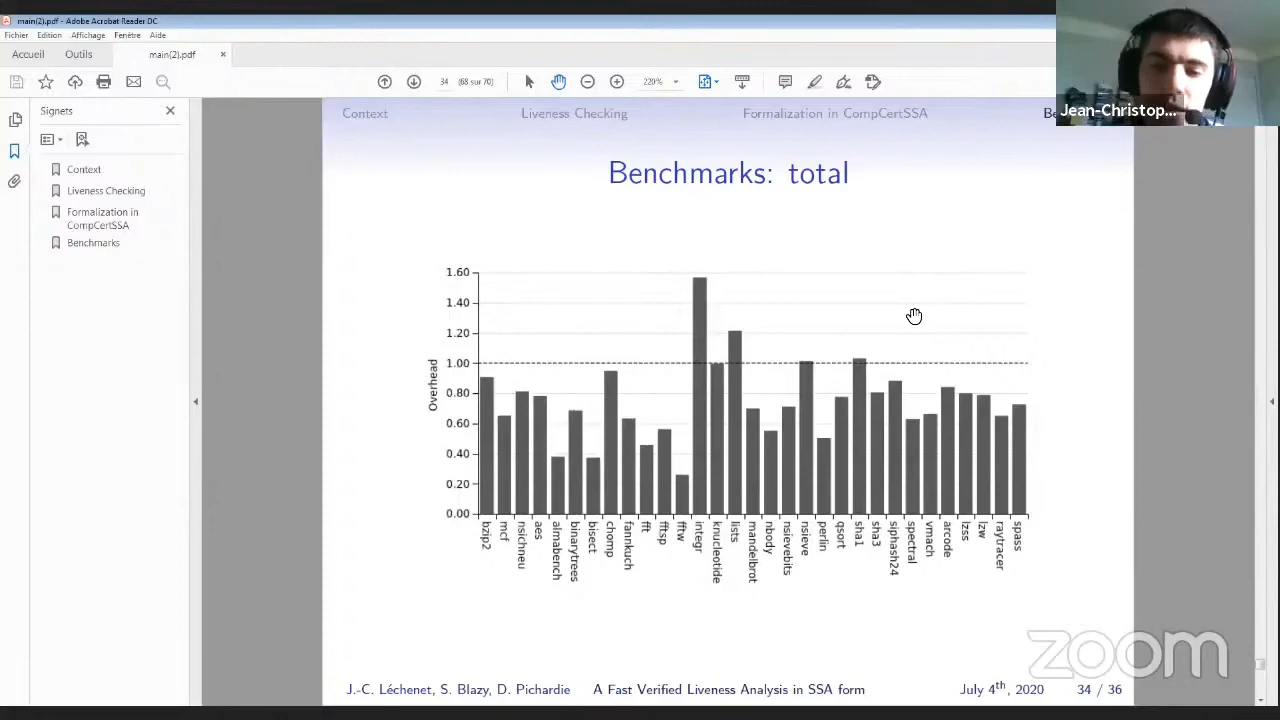 main(2).pdf - Adobe Acrobat Reader DC
Fichier Edition Affichage Fenêtre Aide
Accueil Outils main(2).pdf ×
34 (68 sur 70) 220%
Signets
Context
Liveness Checking
Formalization in
CompCertSSA
Benchmarks
Context Liveness Checking Formalization in CompCertSSA Be
Jean-Christop...
Benchmarks: total
Overhead
1.60
1.40
1.20
1.00
0.80
0.60
0.40
0.20
0.00
bzip2
mcf
nsichneu
aes
almabench
binarytrees
bisect
chomp
fannkuch
fft
fftsp
fftw
integr
knucleotide
lists
mandelbrot
nbody
nsievebits
nsieve
perlin
qsort
sha1
sha3
siphash24
spectral
vmach
arcode
lzss
lzw
raytracer
spass
zoom
J.-C. Léchenet, S. Blazy, D. Pichardie A Fast Verified Liveness Analysis in SSA form July 4th, 2020 34 / 36